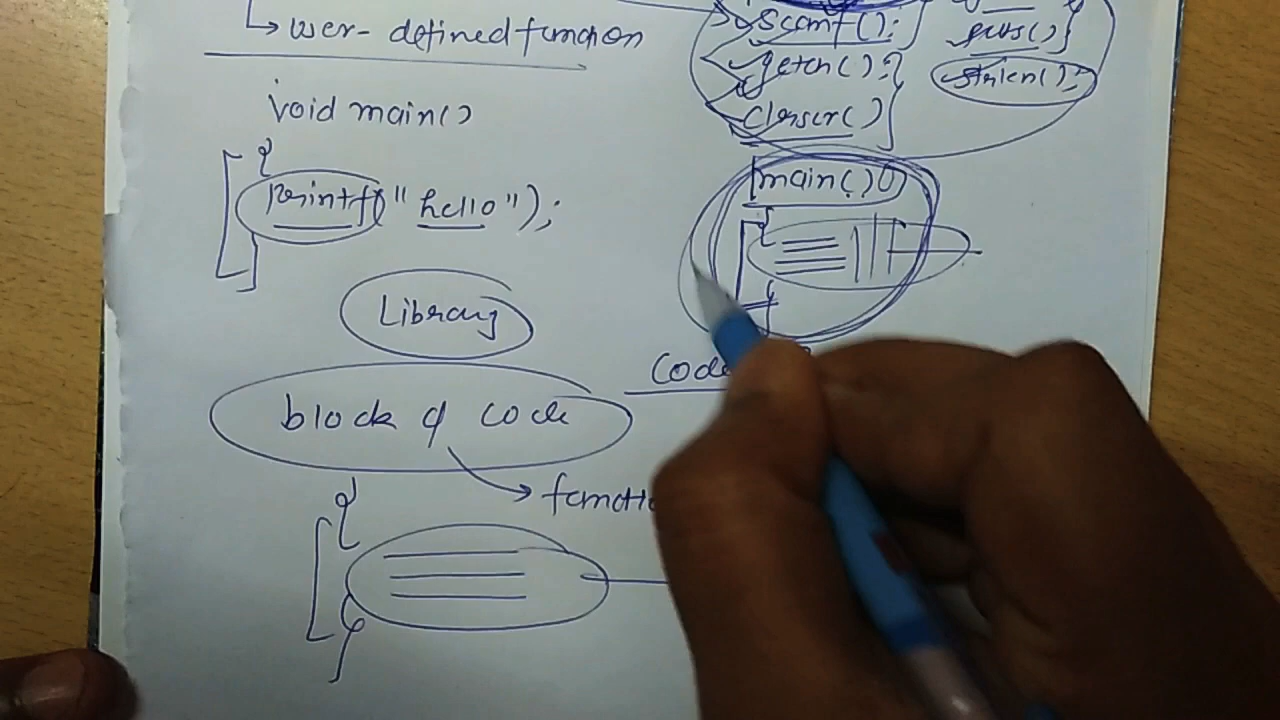 user-defined function
scanf();
puts()
getch();
strlen();
clrscr()
void main()
{
printf("hello");
}
main()
{
}
Library
block of code
Code
function
{
}